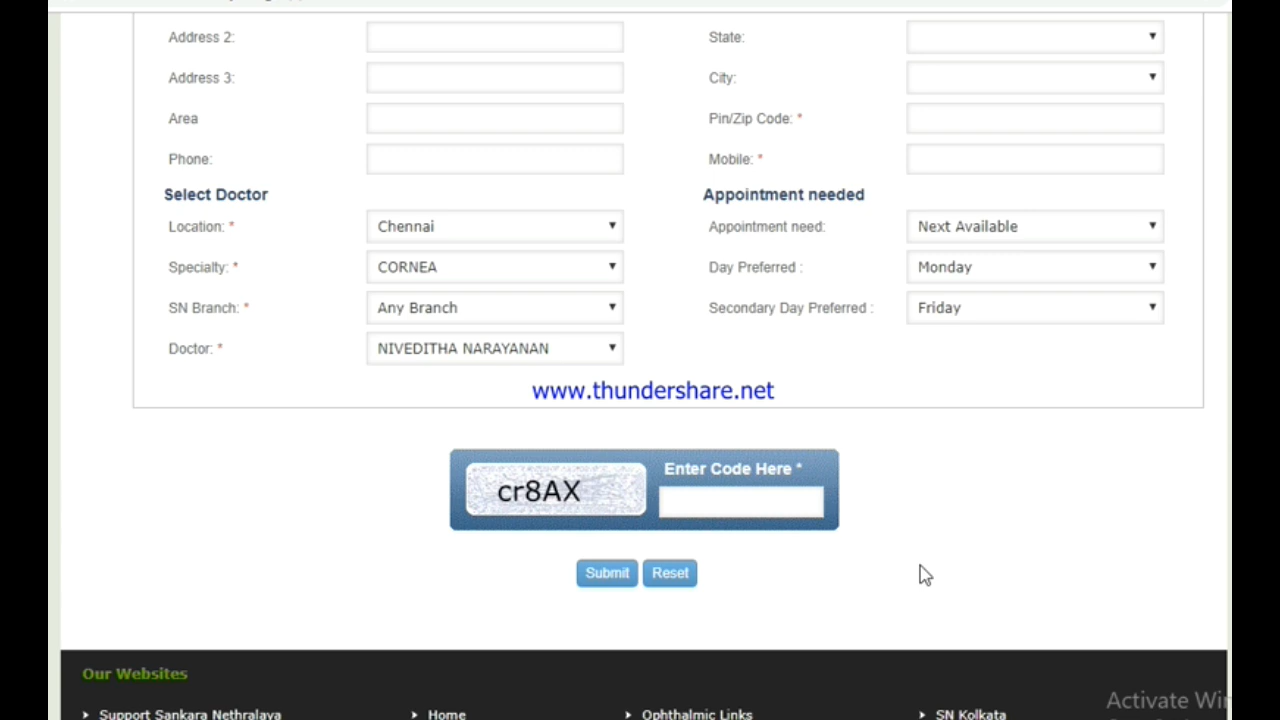 Address 2: State:
Address 3: City:
Area Pin/Zip Code: *
Phone: Mobile: *
Select Doctor Appointment needed
Location: * Chennai Appointment need: Next Available
Specialty: * CORNEA Day Preferred : Monday
SN Branch: * Any Branch Secondary Day Preferred : Friday
Doctor: * NIVEDITHA NARAYANAN
www.thundershare.net
cr8AX Enter Code Here *
Submit Reset
Our Websites
Support Sankara Nethralaya Home Ophthalmic Links SN Kolkata
Activate Wi